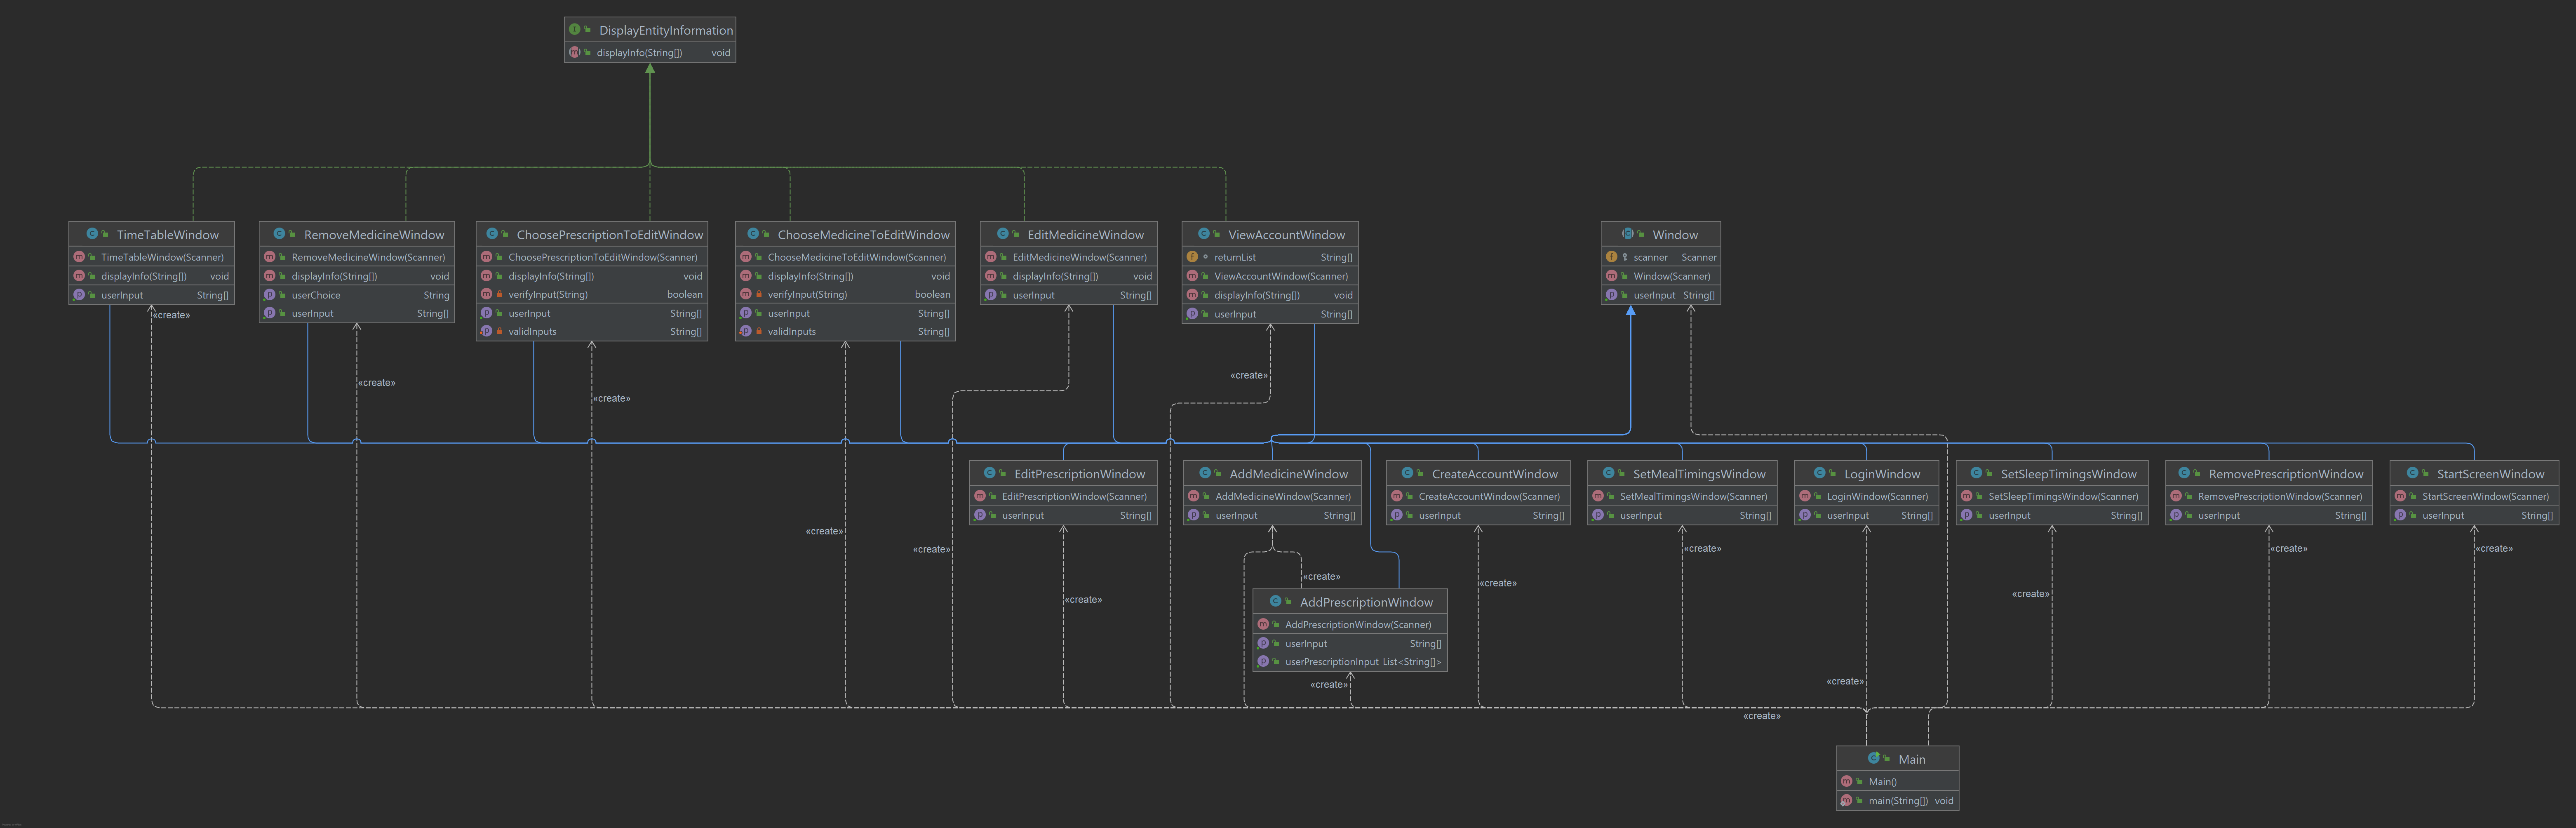 DisplayEntityInformation
displayInfo(String[]) void
TimeTableWindow
TimeTableWindow(Scanner)
displayInfo(String[]) void
userInput String[]
RemoveMedicineWindow
RemoveMedicineWindow(Scanner)
displayInfo(String[]) void
userChoice String
userInput String[]
ChoosePrescriptionToEditWindow
ChoosePrescriptionToEditWindow(Scanner)
displayInfo(String[]) void
verifyInput(String) boolean
userInput String[]
validInputs String[]
ChooseMedicineToEditWindow
ChooseMedicineToEditWindow(Scanner)
displayInfo(String[]) void
verifyInput(String) boolean
userInput String[]
validInputs String[]
EditMedicineWindow
EditMedicineWindow(Scanner)
displayInfo(String[]) void
userInput String[]
ViewAccountWindow
returnList String[]
ViewAccountWindow(Scanner)
displayInfo(String[]) void
userInput String[]
Window
scanner Scanner
Window(Scanner)
userInput String[]
«create»
«create»
«create»
«create»
EditPrescriptionWindow
EditPrescriptionWindow(Scanner)
userInput String[]
AddMedicineWindow
AddMedicineWindow(Scanner)
userInput String[]
CreateAccountWindow
CreateAccountWindow(Scanner)
userInput String[]
SetMealTimingsWindow
SetMealTimingsWindow(Scanner)
userInput String[]
LoginWindow
LoginWindow(Scanner)
userInput String[]
SetSleepTimingsWindow
SetSleepTimingsWindow(Scanner)
userInput String[]
RemovePrescriptionWindow
RemovePrescriptionWindow(Scanner)
userInput String[]
StartScreenWindow
StartScreenWindow(Scanner)
userInput String[]
«create»
«create»
«create»
«create»
«create»
«create»
«create»
«create»
«create»
«create»
AddPrescriptionWindow
AddPrescriptionWindow(Scanner)
userInput String[]
userPrescriptionInput List<String[]>
«create»
«create»
«create»
Main
Main()
main(String[]) void